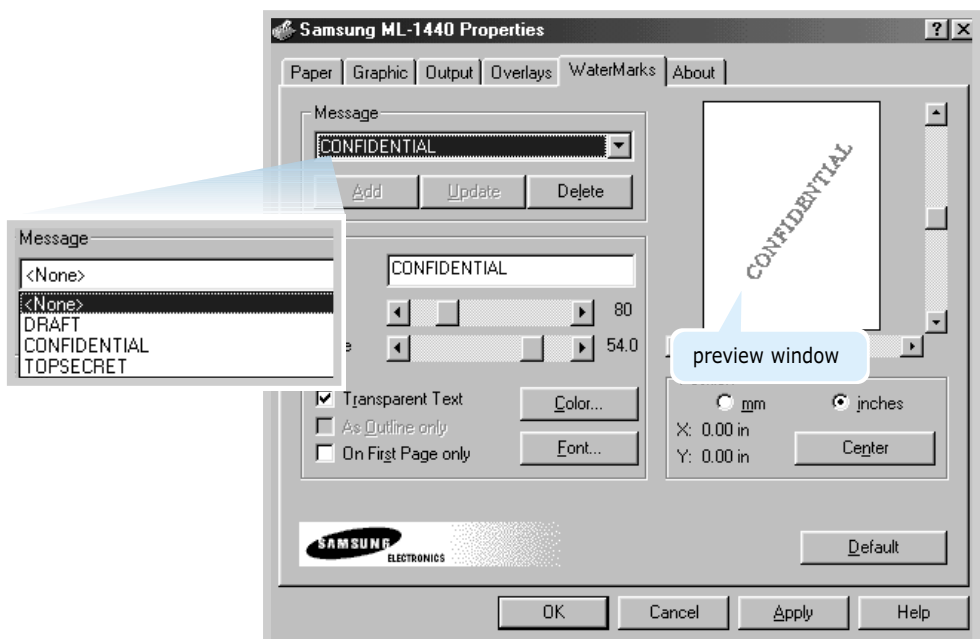 Samsung ML-1440 Properties
Paper Graphic Output Overlays WaterMarks About
Message
CONFIDENTIAL
Add Update Delete
Message
<None>
<None>
DRAFT
CONFIDENTIAL
TOPSECRET
CONFIDENTIAL
80
54.0
Transparent Text
As Outline only
On First Page only
Color...
Font...
CONFIDENTIAL
preview window
mm inches
X: 0.00 in
Y: 0.00 in
Center
SAMSUNG
ELECTRONICS
Default
OK Cancel Apply Help